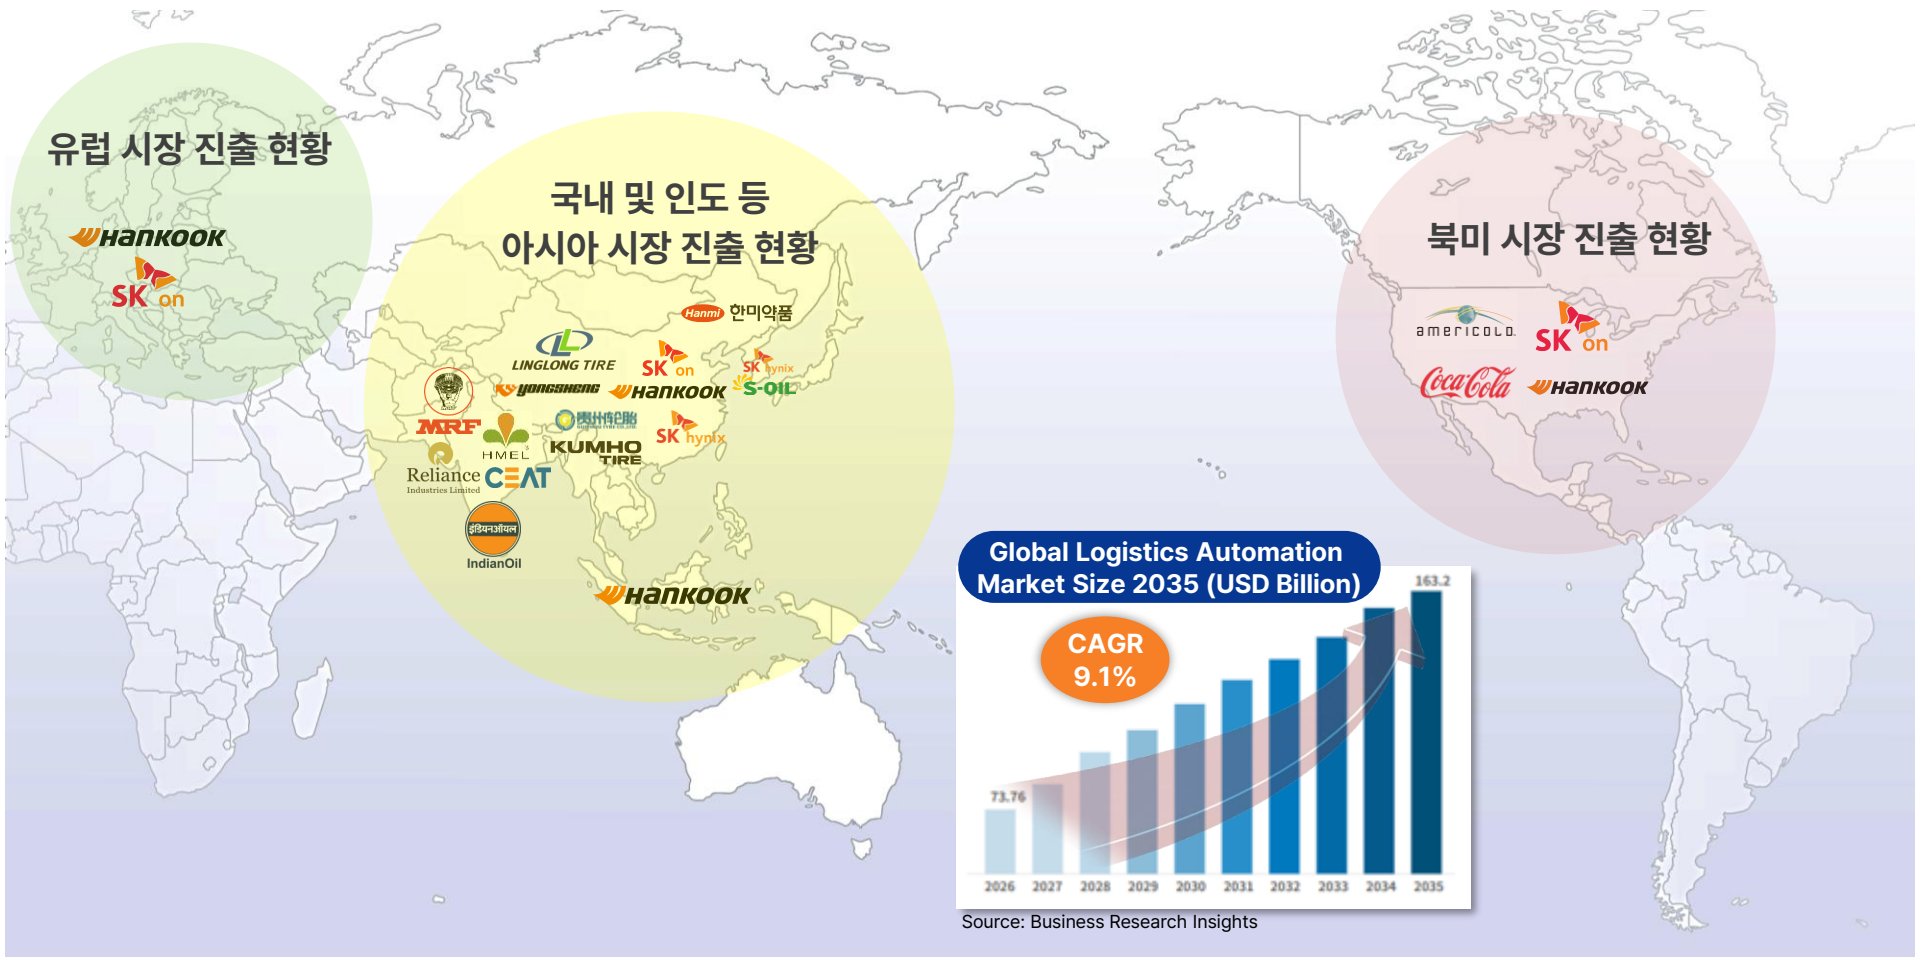 유럽 시장 진출 현황
Hankook
SK on
국내 및 인도 등
아시아 시장 진출 현황
Hanmi 한미약품
LINGLONG TIRE
SK on
SK hynix
YONGSHENG
Hankook
S-OIL
MRF
HMEL
贵州轮胎
KUMHO
TIRE
SK hynix
Reliance
Industries Limited
CEAT
इंडियनऑयल
IndianOil
Hankook
북미 시장 진출 현황
americold
SK on
Coca-Cola
Hankook
Global Logistics Automation
Market Size 2035 (USD Billion)
CAGR
9.1%
163.2
73.76
2026 2027 2028 2029 2030 2031 2032 2033 2034 2035
Source: Business Research Insights